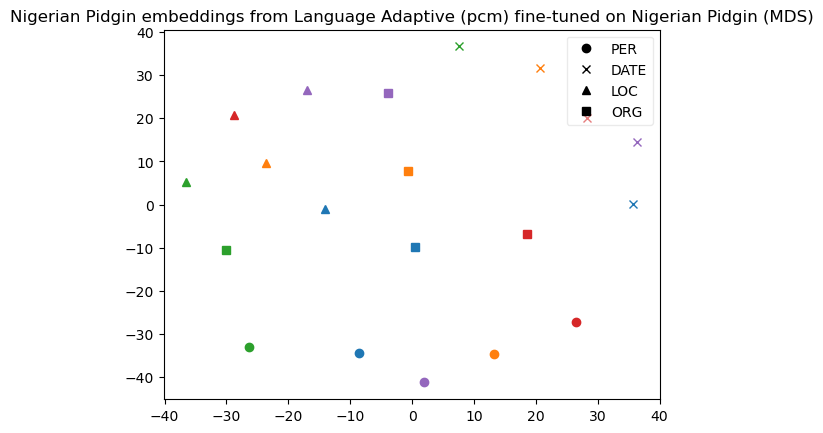 Nigerian Pidgin embeddings from Language Adaptive (pcm) fine-tuned on Nigerian Pidgin (MDS)
40
30
20
10
0
−10
−20
−30
−40
PER
DATE
LOC
ORG
−40 −30 −20 −10 0 10 20 30 40